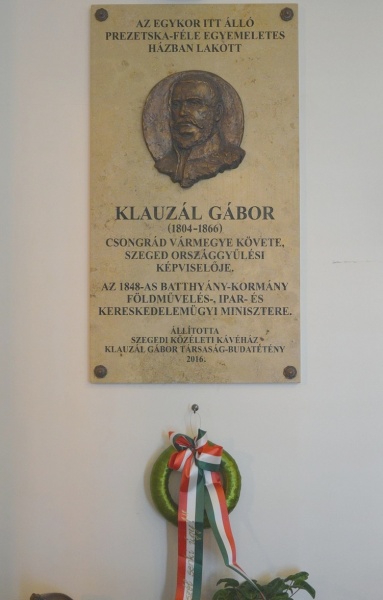 AZ EGYKOR ITT ÁLLÓ
PREZETSKA-FÉLE EGYEMELETES
HÁZBAN LAKOTT
KLAUZÁL GÁBOR
(1804-1866)
CSONGRÁD VÁRMEGYE KÖVETE,
SZEGED ORSZÁGGYŰLÉSI
KÉPVISELŐJE,
AZ 1848-AS BATTHYÁNY-KORMÁNY
FÖLDMŰVELÉS-, IPAR- ÉS
KERESKEDELEMÜGYI MINISZTERE.
ÁLLÍTOTTA
SZEGEDI KÖZÉLETI KÁVÉHÁZ
KLAUZÁL GÁBOR TÁRSASÁG-BUDATÉTÉNY
2016.